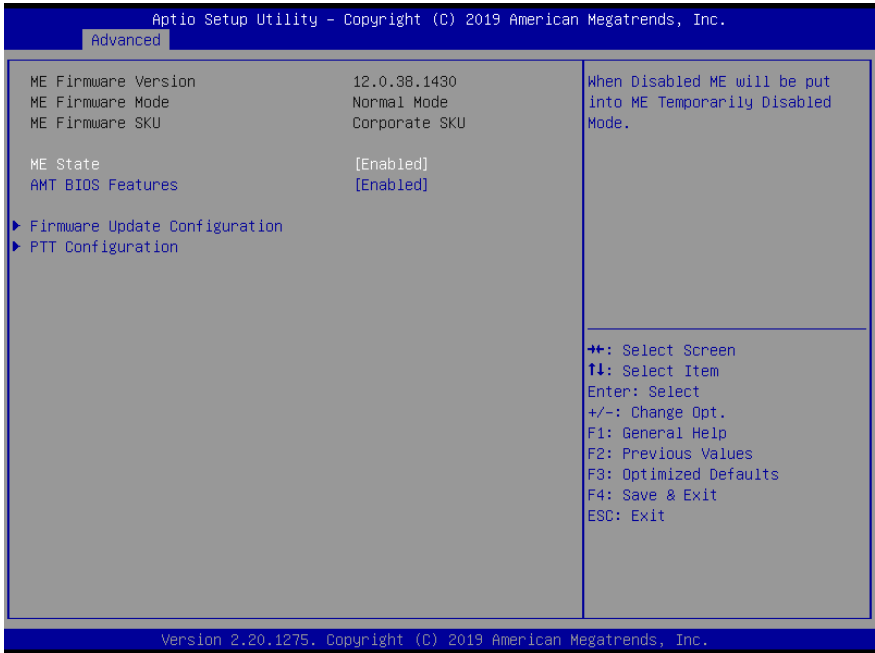 Aptio Setup Utility – Copyright (C) 2019 American Megatrends, Inc.
Advanced
ME Firmware Version 12.0.38.1430
ME Firmware Mode Normal Mode
ME Firmware SKU Corporate SKU
ME State [Enabled]
AMT BIOS Features [Enabled]
Firmware Update Configuration
PTT Configuration
When Disabled ME will be put
into ME Temporarily Disabled
Mode.
→←: Select Screen
↑↓: Select Item
Enter: Select
+/-: Change Opt.
F1: General Help
F2: Previous Values
F3: Optimized Defaults
F4: Save & Exit
ESC: Exit
Version 2.20.1275. Copyright (C) 2019 American Megatrends, Inc.